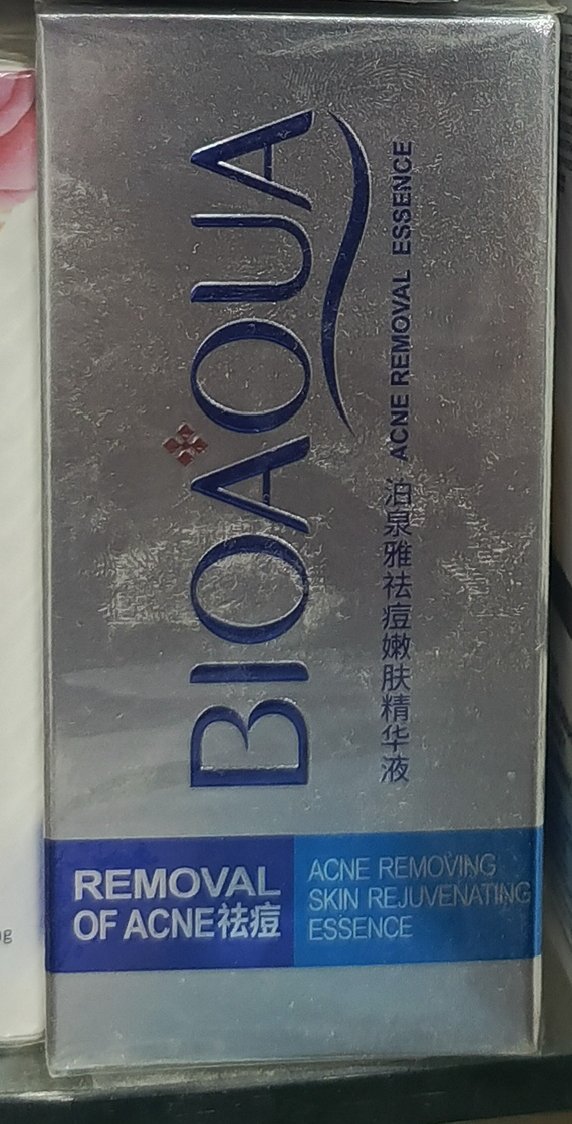 BIOAQUA
泊泉雅祛痘嫩肤精华液 ACNE REMOVAL ESSENCE
REMOVAL
OF ACNE祛痘
ACNE REMOVING
SKIN REJUVENATING
ESSENCE